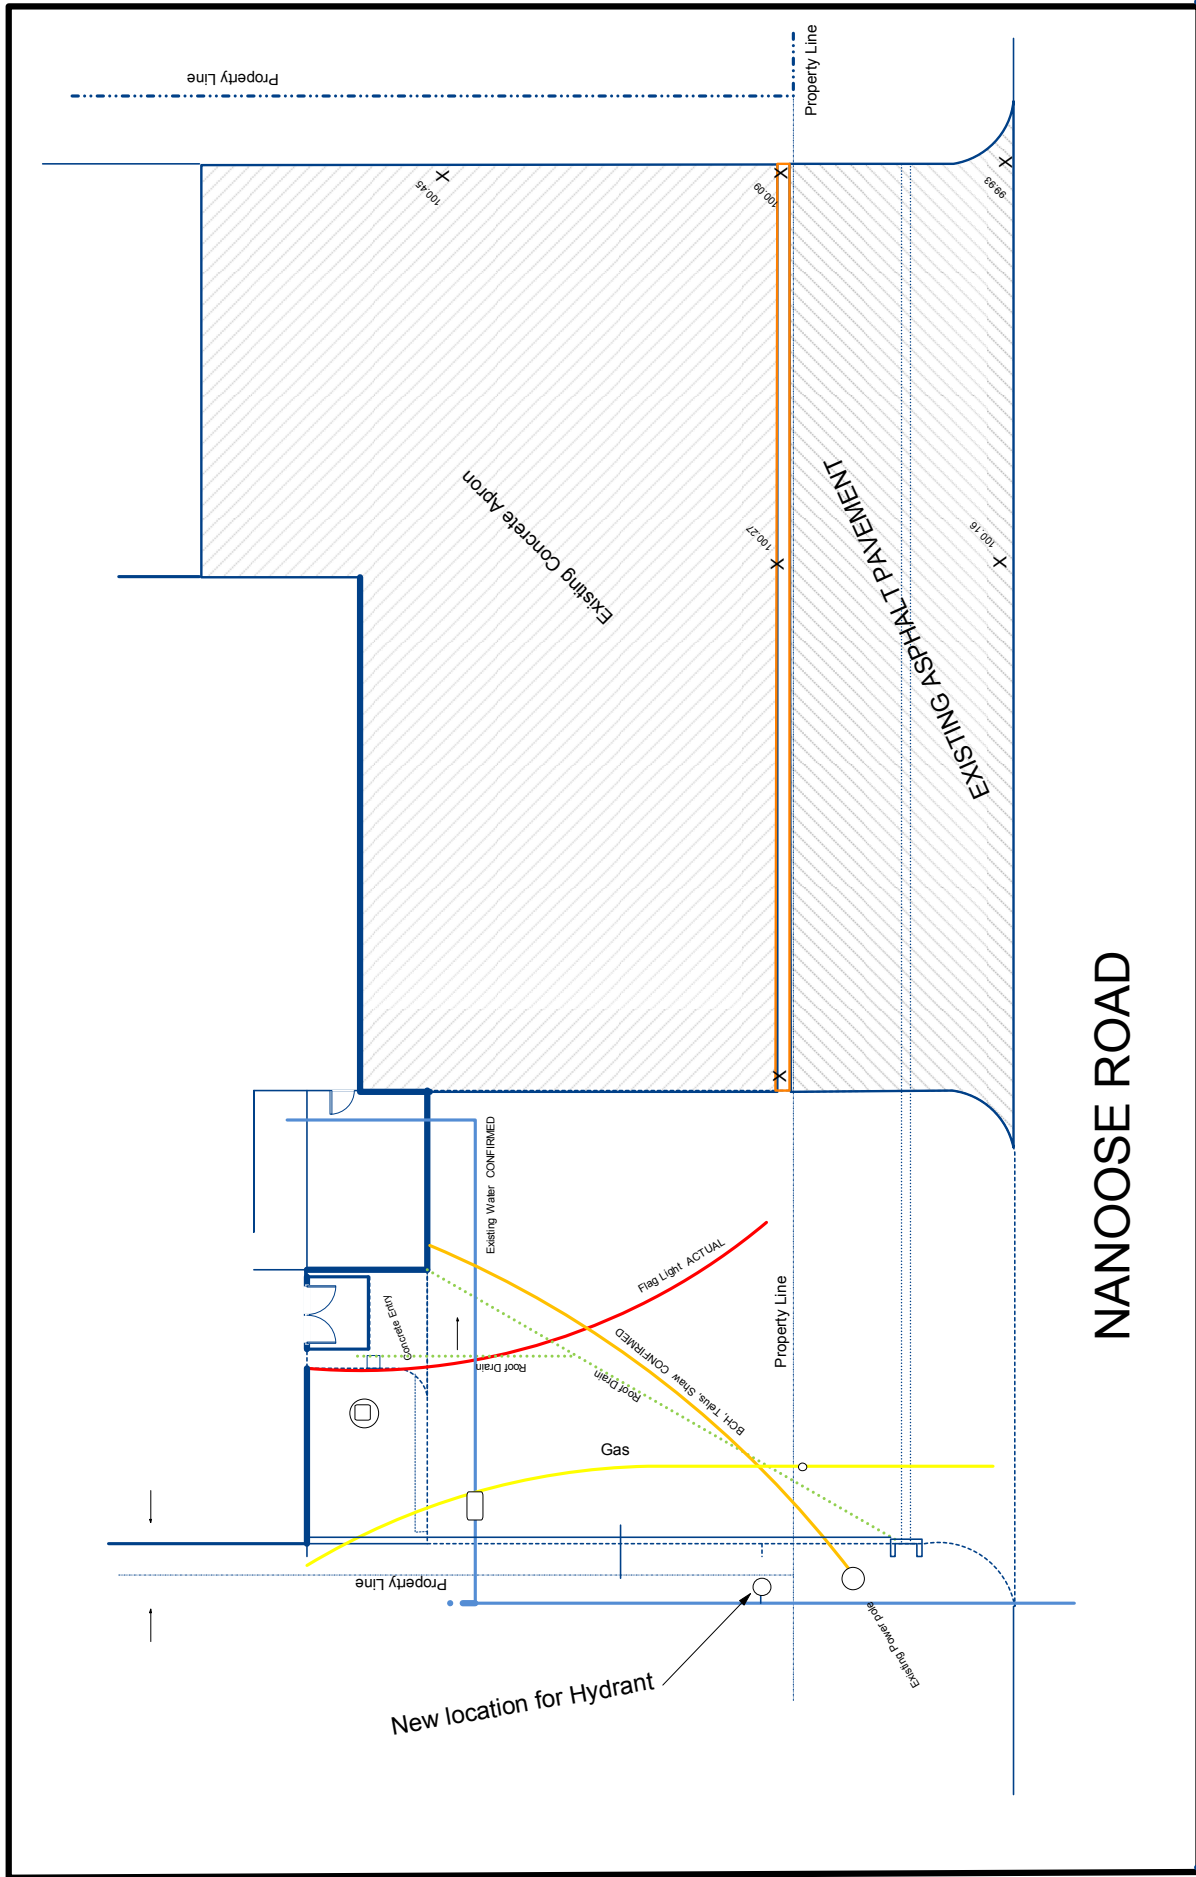 Property Line
Property Line
100.45
100.09
99.93
Existing Concrete Apron
100.27
100.16
EXISTING ASPHALT PAVEMENT
NANOOSE ROAD
Existing Water CONFIRMED
Flag Light ACTUAL
Concrete Entry
Roof Drain
Roof Drain
BCH, Telus, Shaw CONFIRMED
Property Line
Gas
Property Line
Existing Power pole
New location for Hydrant